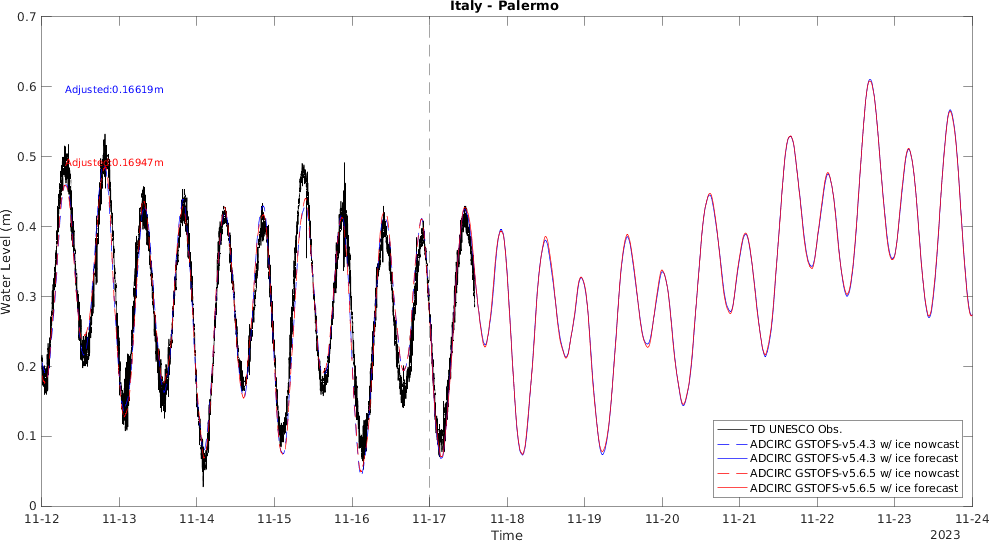 Italy - Palermo
0.7
0.6
0.5
0.4
0.3
0.2
0.1
0
Water Level (m)
Adjusted:0.16619m
Adjusted:0.16947m
TD UNESCO Obs.
ADCIRC GSTOFS-v5.4.3 w/ ice nowcast
ADCIRC GSTOFS-v5.4.3 w/ ice forecast
ADCIRC GSTOFS-v5.6.5 w/ ice nowcast
ADCIRC GSTOFS-v5.6.5 w/ ice forecast
11-12 11-13 11-14 11-15 11-16 11-17 11-18 11-19 11-20 11-21 11-22 11-23 11-24
Time
2023